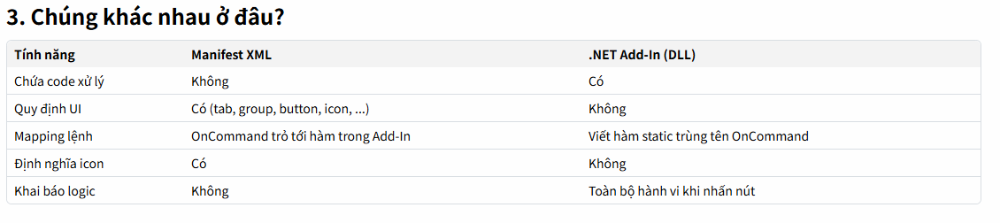 3. Chúng khác nhau ở đâu?
Tính năng Manifest XML .NET Add-In (DLL)
Chứa code xử lý Không Có
Quy định UI Có (tab, group, button, icon, ...) Không
Mapping lệnh OnCommand trỏ tới hàm trong Add-In Viết hàm static trùng tên OnCommand
Định nghĩa icon Có Không
Khai báo logic Không Toàn bộ hành vi khi nhấn nút